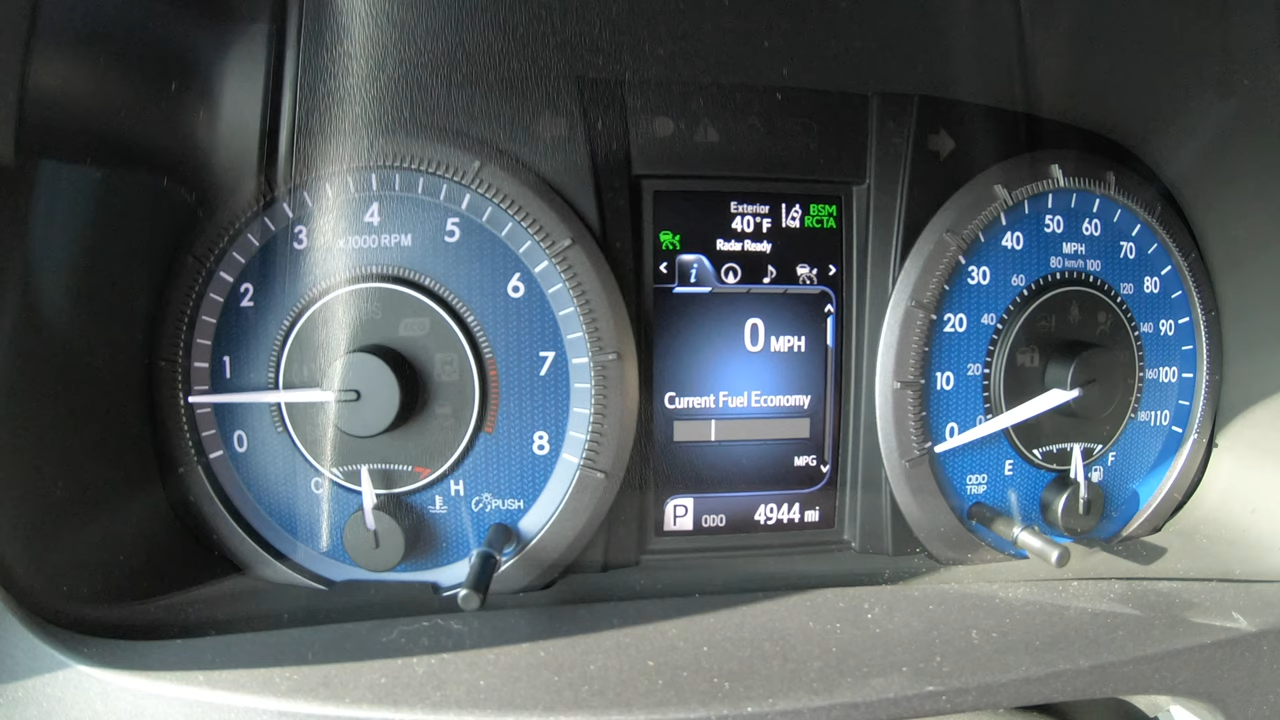 0
1
2
3
4
5
6
7
8
x1000 RPM
C
H
PUSH
Exterior
40°F
BSM
RCTA
Radar Ready
i
0 MPH
Current Fuel Economy
MPG
P ODO 4944 mi
0
10
20
30
40
50
60
70
80
90
100
110
MPH
80 km/h 100
0
20
40
60
120
140
160
180
E
F
ODO
TRIP